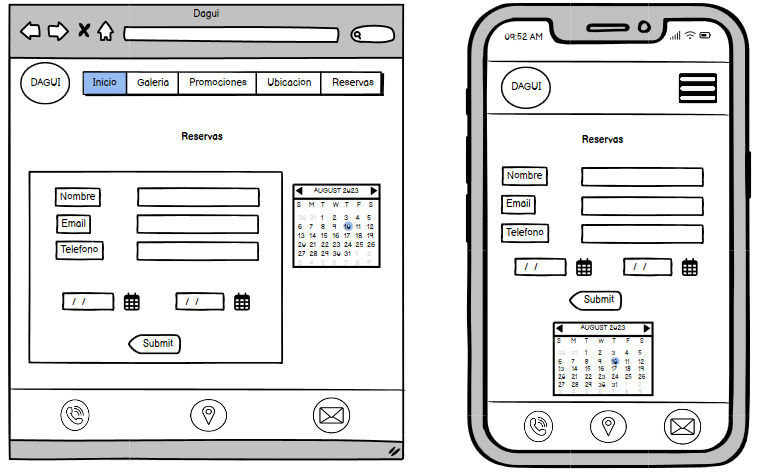 Dagui
DAGUI
Inicio
Galeria
Promociones
Ubicacion
Reservas
Reservas
Nombre
Email
Telefono
/ /
/ /
Submit
AUGUST 2023
S M T W T F S
30 31 1 2 3 4 5
6 7 8 9 10 11 12
13 14 15 16 17 18 19
20 21 22 23 24 25 26
27 28 29 30 31 1 2
3 4 5 6 7 8 9
09:52 AM
DAGUI
Reservas
Nombre
Email
Telefono
/ /
/ /
Submit
AUGUST 2023
S M T W T F S
30 31 1 2 3 4 5
6 7 8 9 10 11 12
13 14 15 16 17 18 19
20 21 22 23 24 25 26
27 28 29 30 31 1 2